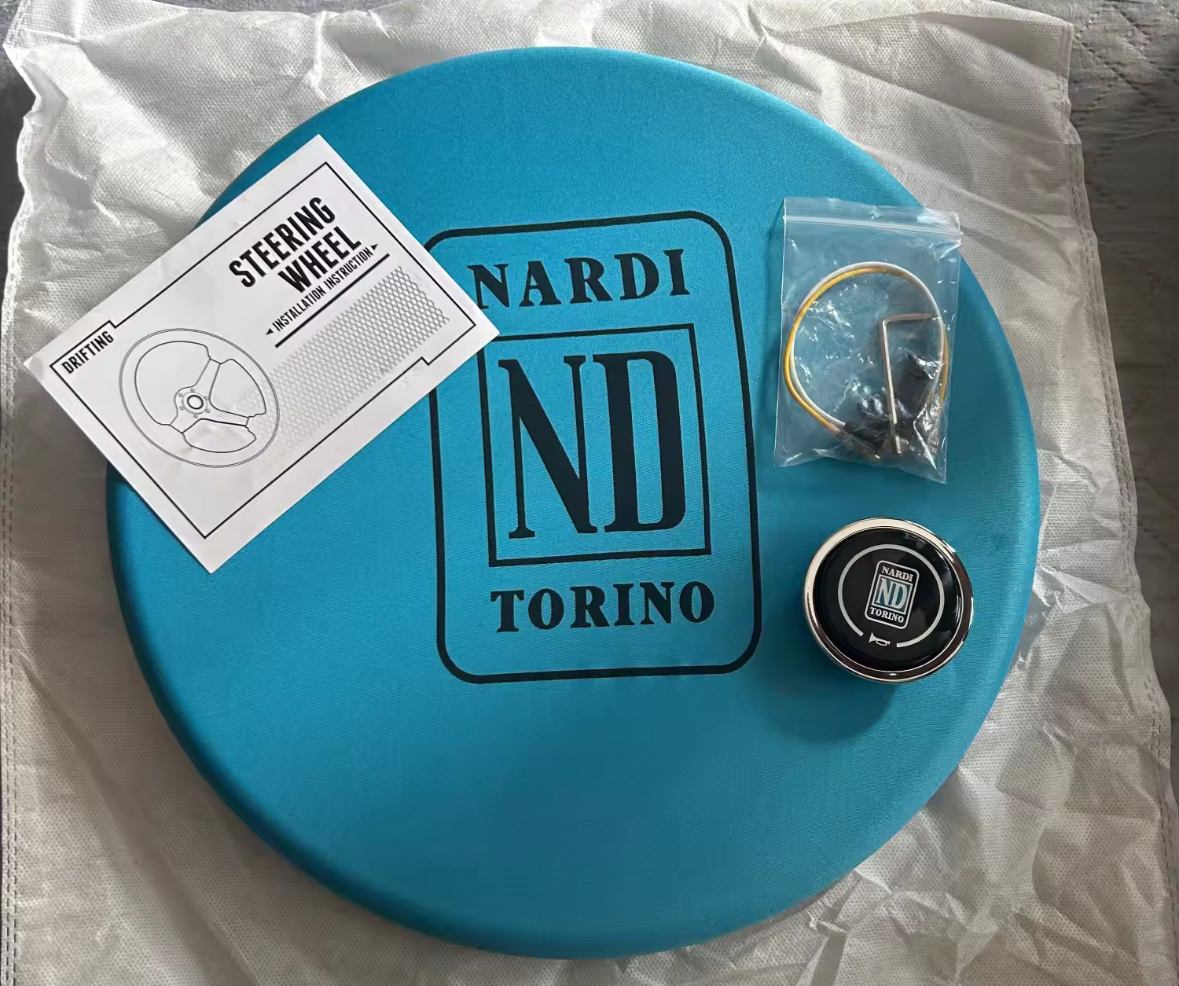 STEERING
WHEEL
INSTALLATION INSTRUCTION
DRIFTING
NARDI
ND
TORINO
NARDI
ND
TORINO